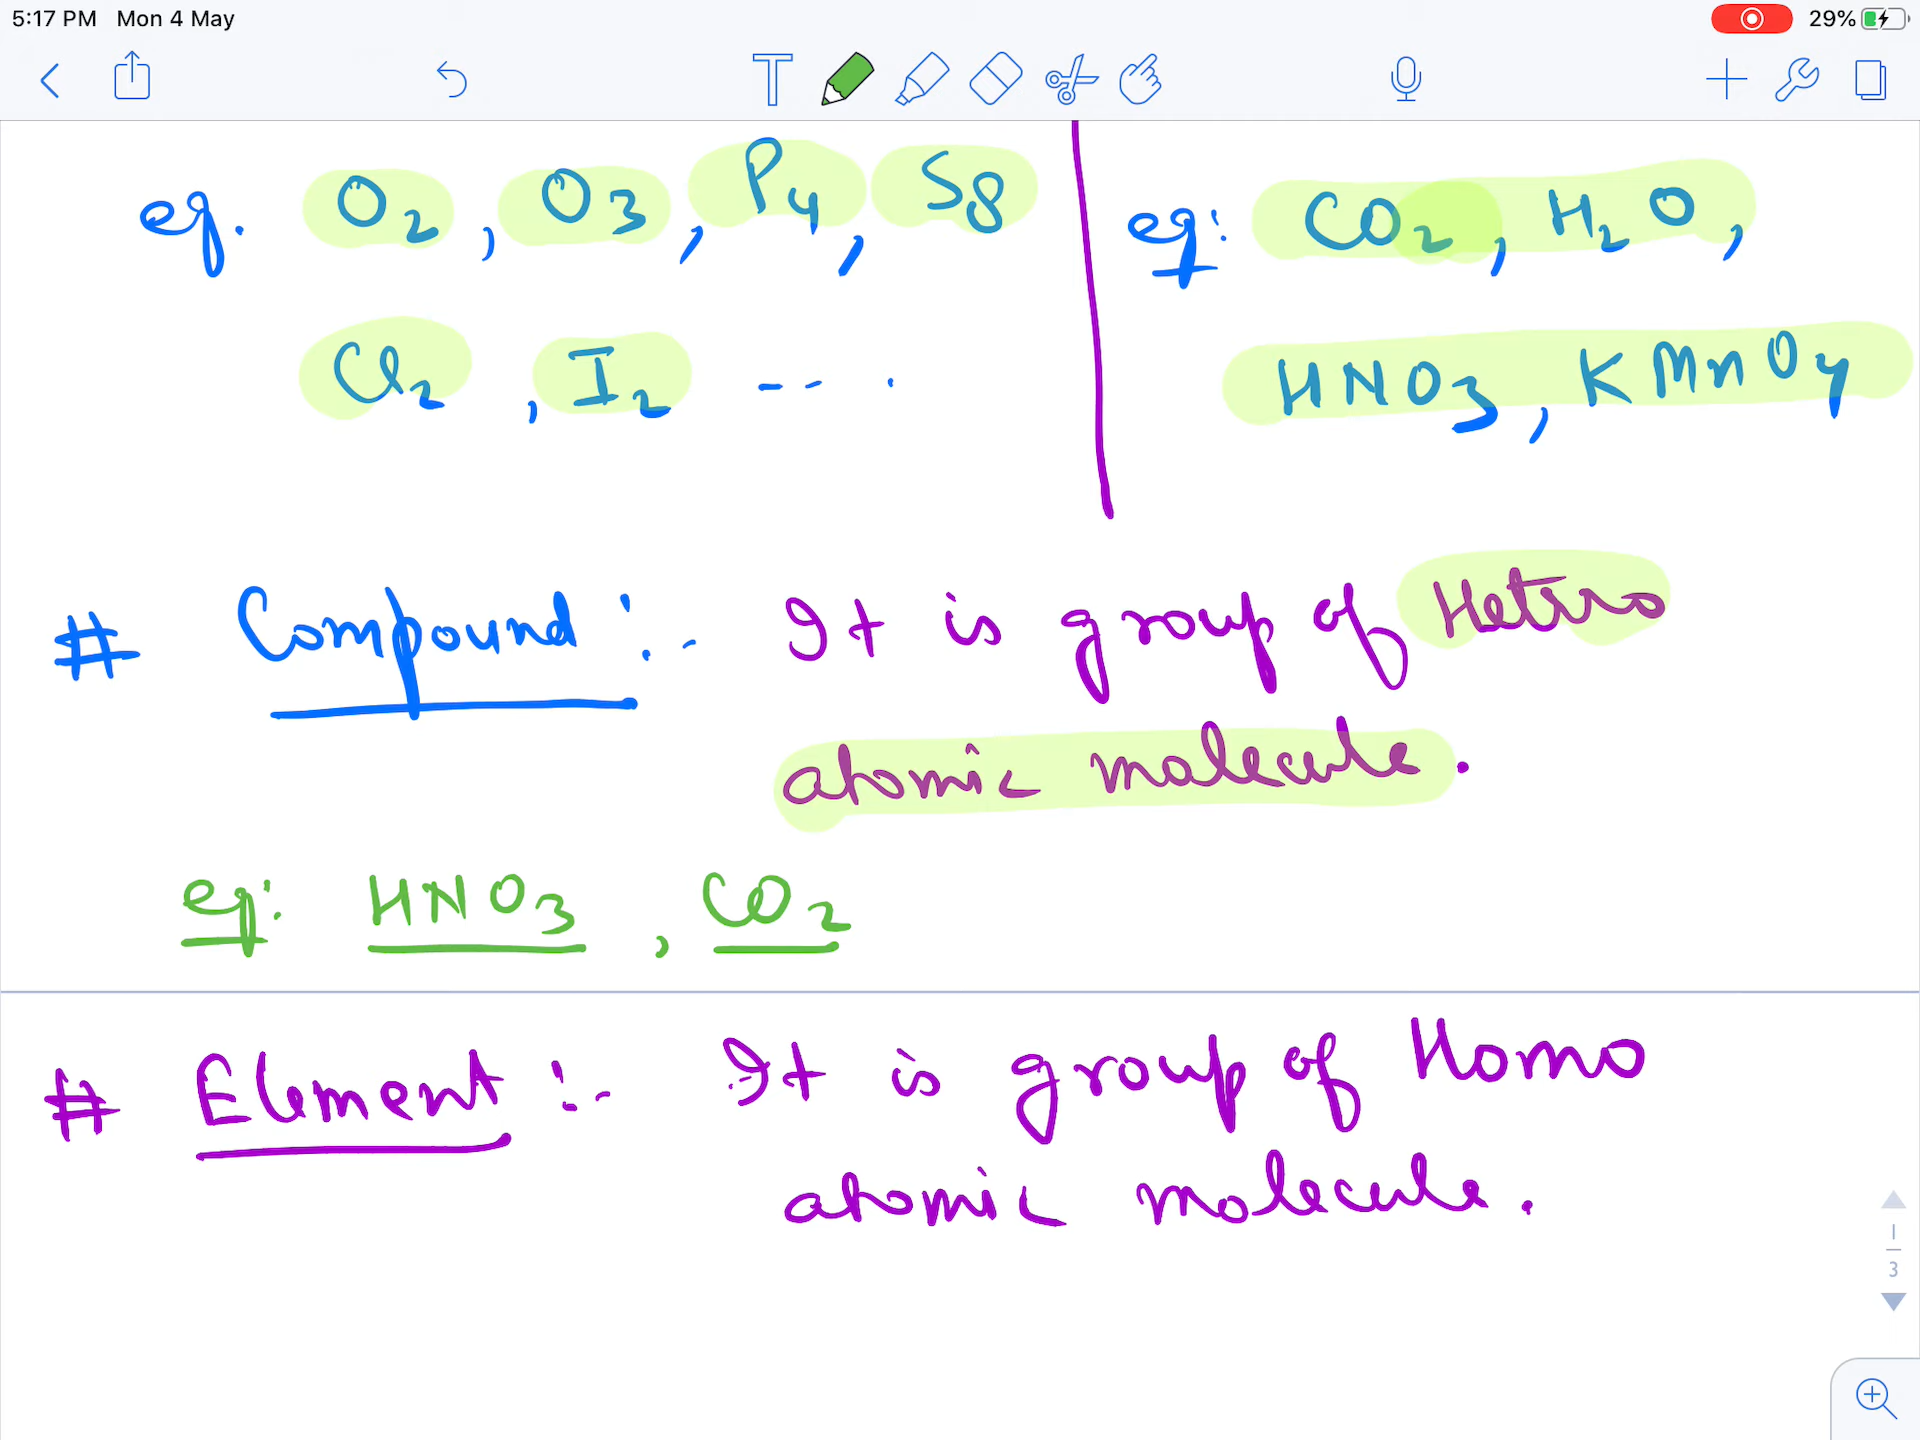 5:17 PM Mon 4 May 29%
eg. O2, O3, P4, S8
Cl2, I2 --- .
eg: CO2, H2O,
HNO3, KMnO4
# Compound :- It is group of Hetro
atomic molecule.
eg: HNO3, CO2
# Element :- It is group of Homo
atomic molecule.
1
3